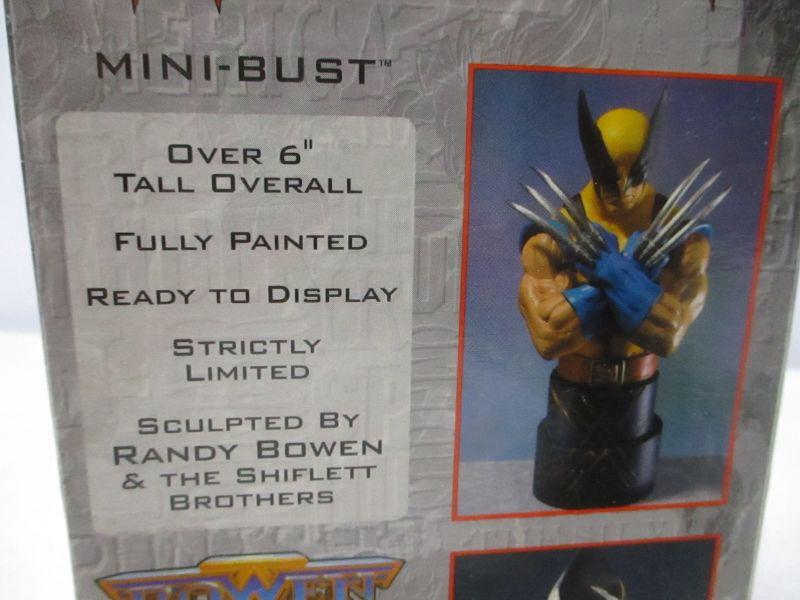 MINI-BUST™
OVER 6"
TALL OVERALL
FULLY PAINTED
READY TO DISPLAY
STRICTLY
LIMITED
SCULPTED BY
RANDY BOWEN
& THE SHIFLETT
BROTHERS
BOWEN